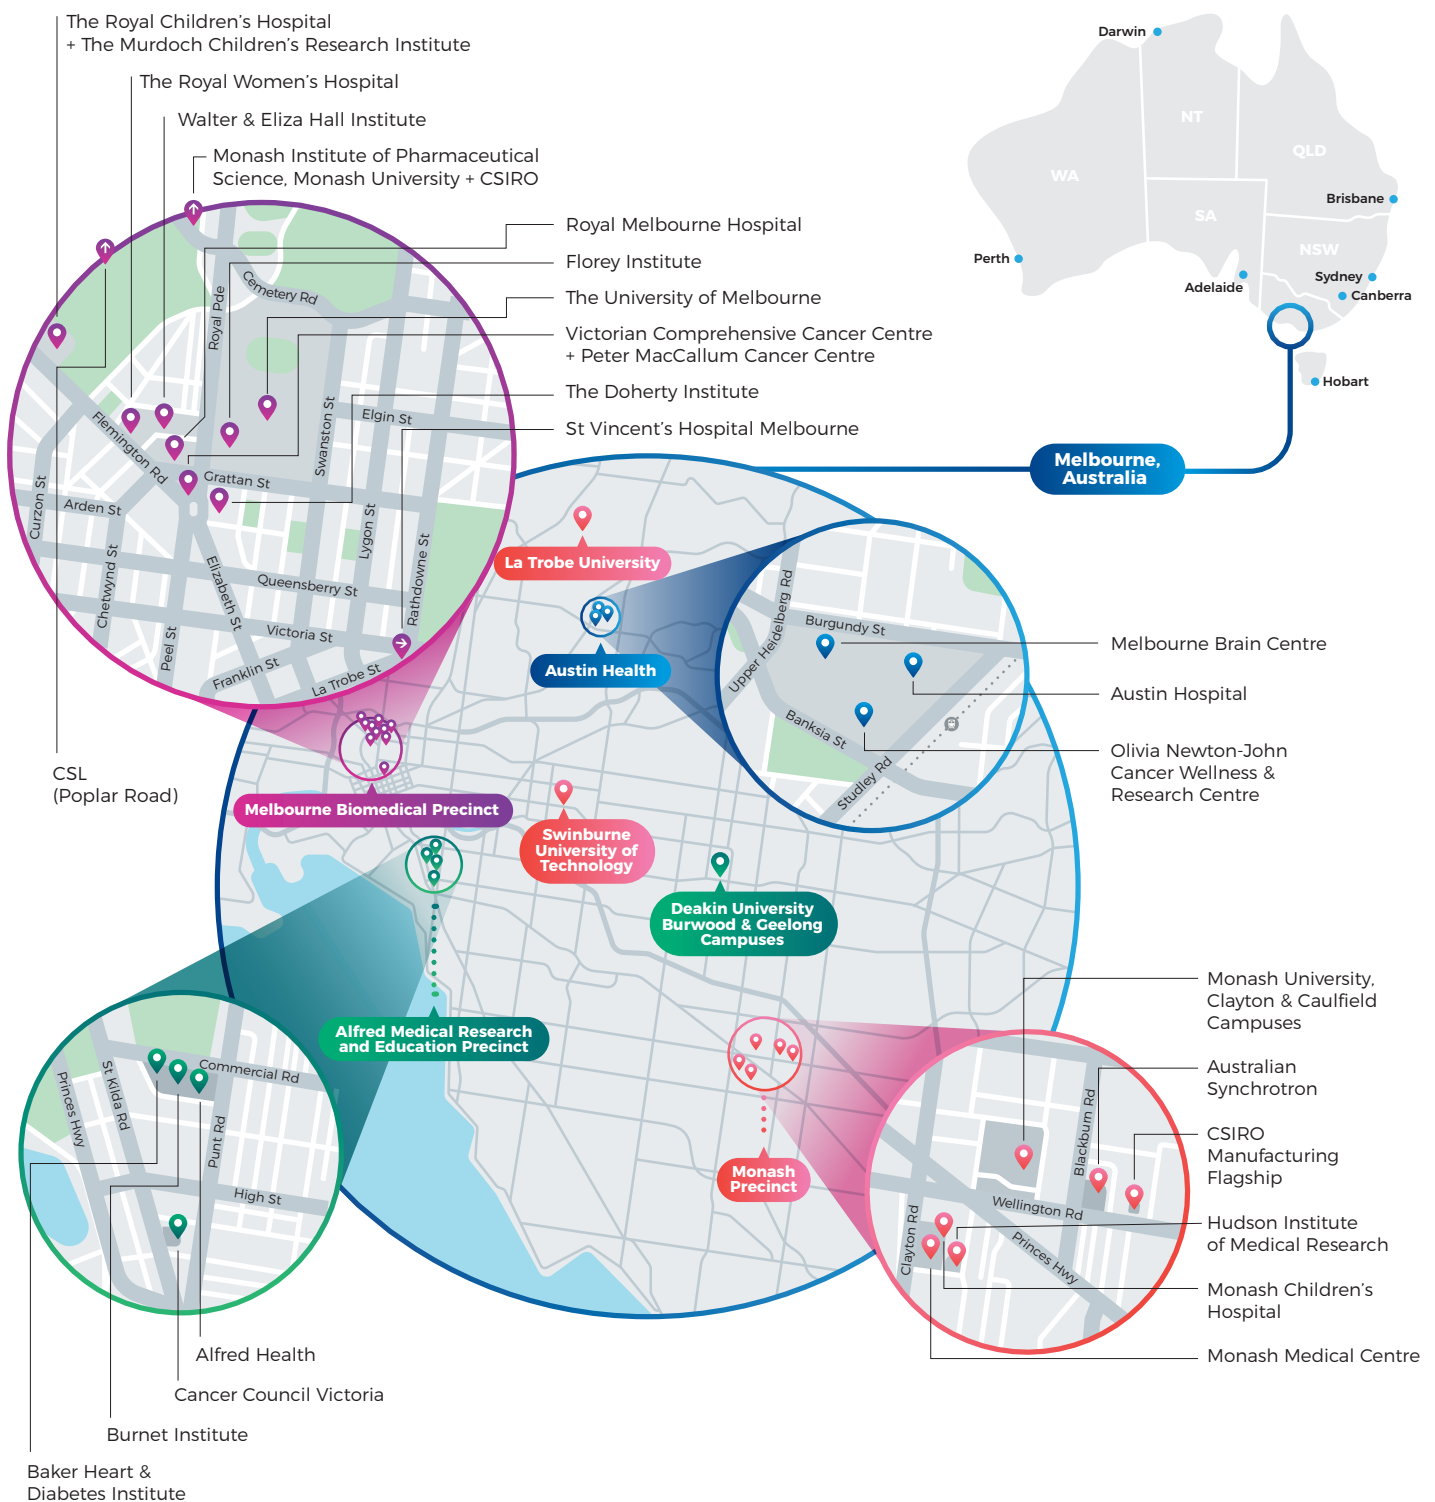 The Royal Children’s Hospital
+ The Murdoch Children’s Research Institute
The Royal Women’s Hospital
Walter & Eliza Hall Institute
Monash Institute of Pharmaceutical
Science, Monash University + CSIRO
Royal Melbourne Hospital
Florey Institute
The University of Melbourne
Victorian Comprehensive Cancer Centre
+ Peter MacCallum Cancer Centre
The Doherty Institute
St Vincent’s Hospital Melbourne
Darwin
NT
QLD
WA
SA
Brisbane
NSW
Perth
Sydney
Adelaide
Canberra
Hobart
Melbourne,
Australia
Cemetery Rd
Royal Pde
Elgin St
Swanston St
Flemington Rd
Grattan St
Curzon St
Arden St
Lygon St
Rathdowne St
Chetwynd St
Elizabeth St
Queensberry St
Victoria St
Peel St
Franklin St
La Trobe St
CSL
(Poplar Road)
La Trobe University
Austin Health
Upper Heidelberg Rd
Burgundy St
Banksia St
Studley Rd
Melbourne Brain Centre
Austin Hospital
Olivia Newton-John
Cancer Wellness &
Research Centre
Melbourne Biomedical Precinct
Swinburne
University of
Technology
Deakin University
Burwood & Geelong
Campuses
Alfred Medical Research
and Education Precinct
Monash
Precinct
Princes Hwy
St Kilda Rd
Commercial Rd
Punt Rd
High St
Alfred Health
Cancer Council Victoria
Burnet Institute
Baker Heart &
Diabetes Institute
Blackburn Rd
Wellington Rd
Clayton Rd
Princes Hwy
Monash University,
Clayton & Caulfield
Campuses
Australian
Synchrotron
CSIRO
Manufacturing
Flagship
Hudson Institute
of Medical Research
Monash Children’s
Hospital
Monash Medical Centre